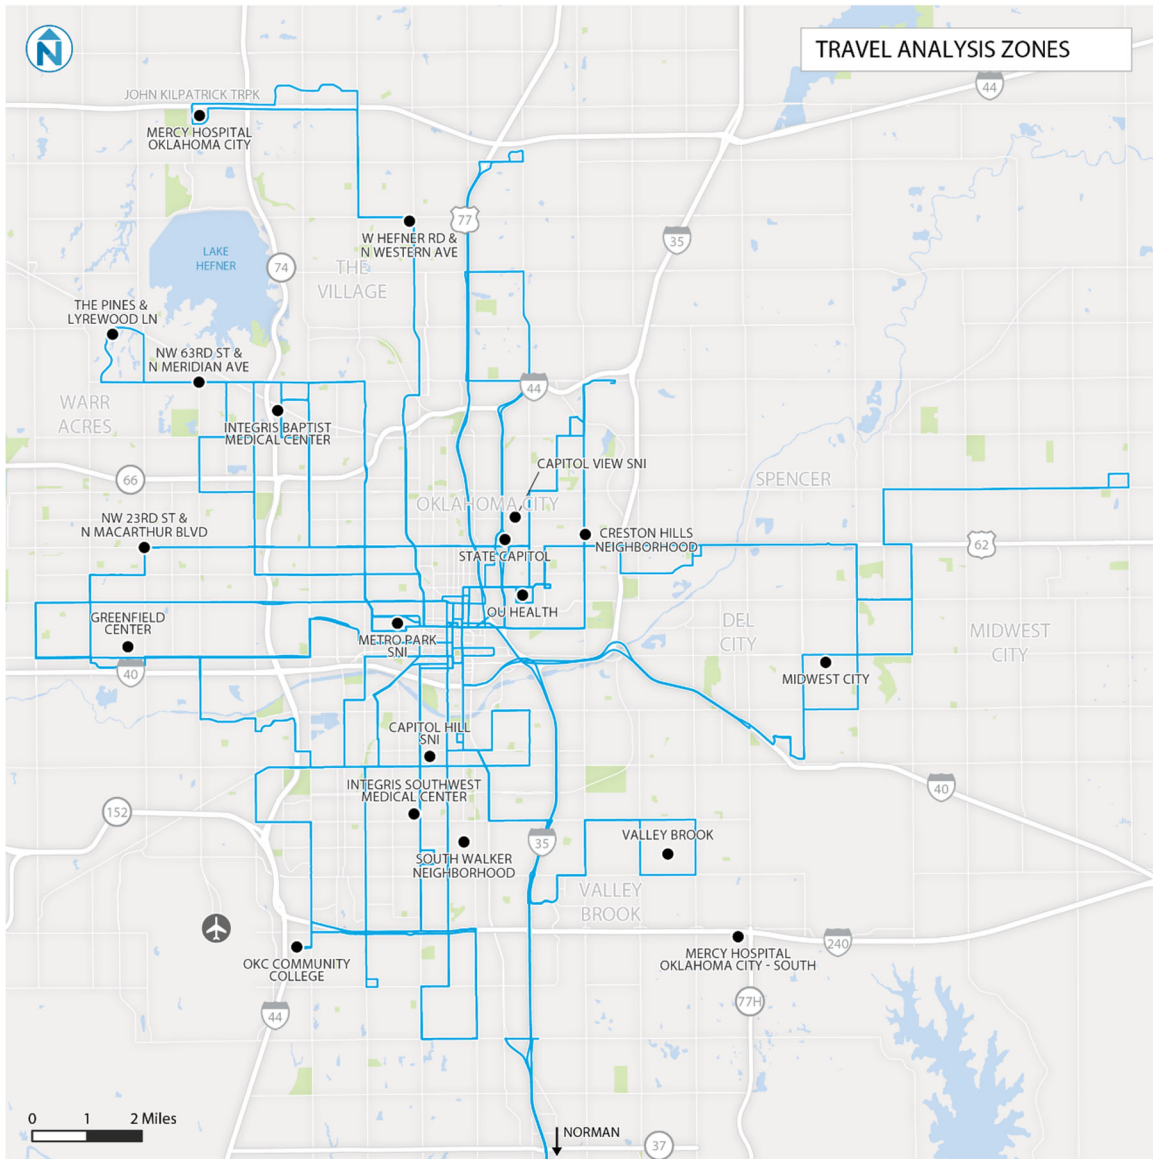 N
TRAVEL ANALYSIS ZONES
44
JOHN KILPATRICK TRPK
MERCY HOSPITAL
OKLAHOMA CITY
77
W HEFNER RD &
N WESTERN AVE
35
LAKE
HEFNER
74
THE
VILLAGE
THE PINES &
LYREWOOD LN
NW 63RD ST &
N MERIDIAN AVE
44
WARR
ACRES
INTEGRIS BAPTIST
MEDICAL CENTER
CAPITOL VIEW SNI
66
SPENCER
OKLAHOMA CITY
NW 23RD ST &
N MACARTHUR BLVD
CRESTON HILLS
NEIGHBORHOOD
62
STATE CAPITOL
OU HEALTH
GREENFIELD
CENTER
METRO PARK
SNI
DEL
CITY
MIDWEST
CITY
40
MIDWEST CITY
CAPITOL HILL
SNI
INTEGRIS SOUTHWEST
MEDICAL CENTER
40
152
35
VALLEY BROOK
SOUTH WALKER
NEIGHBORHOOD
VALLEY
BROOK
240
OKC COMMUNITY
COLLEGE
MERCY HOSPITAL
OKLAHOMA CITY - SOUTH
77H
44
0 1 2 Miles
NORMAN
37